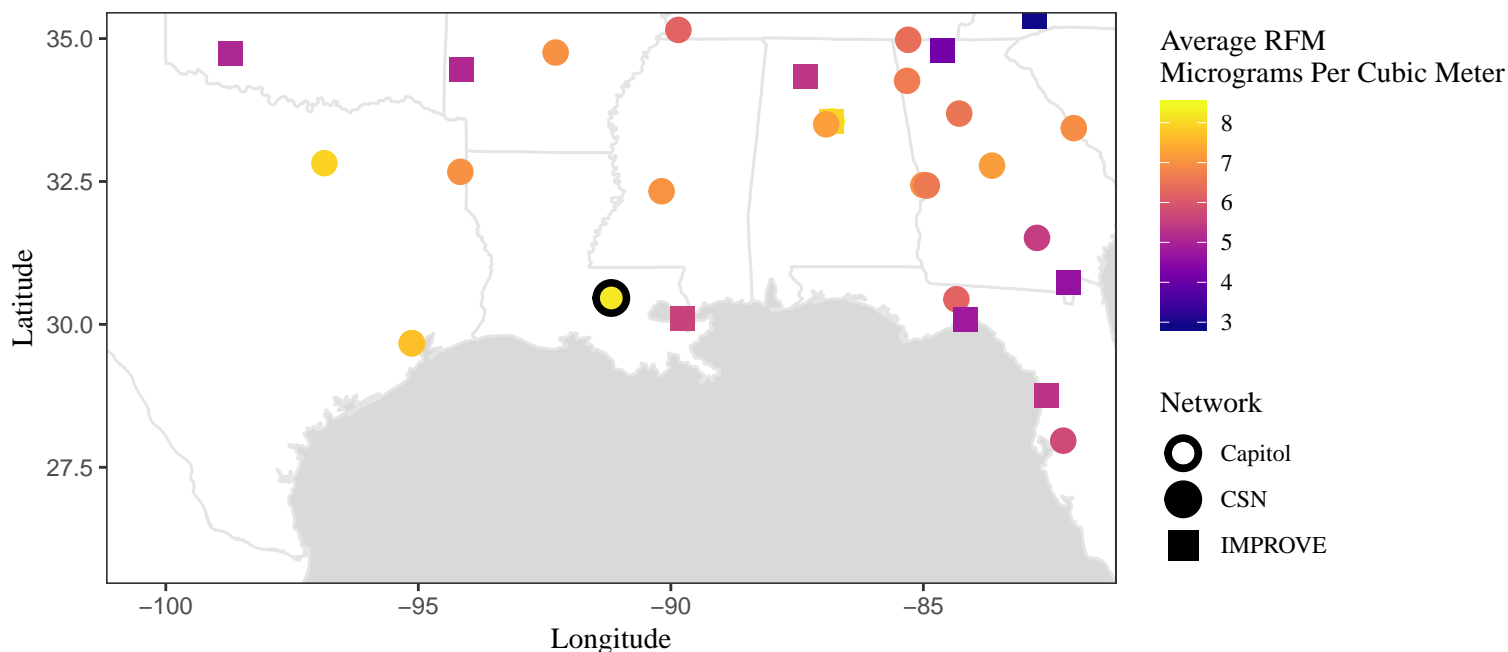 35.0
32.5
30.0
27.5
Latitude
−100
−95
−90
−85
Longitude
Average RFM
Micrograms Per Cubic Meter
8
7
6
5
4
3
Network
Capitol
CSN
IMPROVE